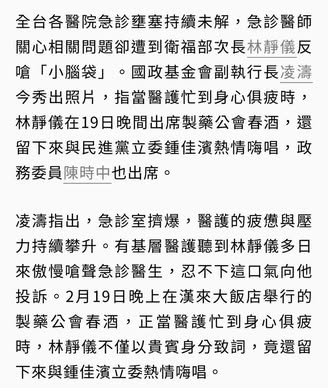 全台各醫院急診壅塞持續未解，急診醫師
關心相關問題卻遭到衛福部次長林靜儀反
嗆「小腦袋」。國政基金會副執行長凌濤
今秀出照片，指當醫護忙到身心俱疲時，
林靜儀在19日晚間出席製藥公會春酒，還
留下來與民進黨立委鍾佳濱熱情嗨唱，政
務委員陳時中也出席。
凌濤指出，急診室擠爆，醫護的疲憊與壓
力持續攀升。有基層醫護聽到林靜儀多日
來傲慢嗆聲急診醫生，忍不下這口氣向他
投訴。2月19日晚上在漢來大飯店舉行的
製藥公會春酒，正當醫護忙到身心俱疲
時，林靜儀不僅以貴賓身分致詞，竟還留
下來與鍾佳濱立委熱情嗨唱。